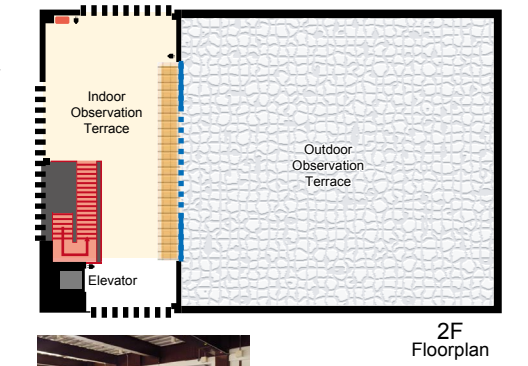 Indoor
Observation
Terrace
Outdoor
Observation
Terrace
Elevator
2F
Floorplan